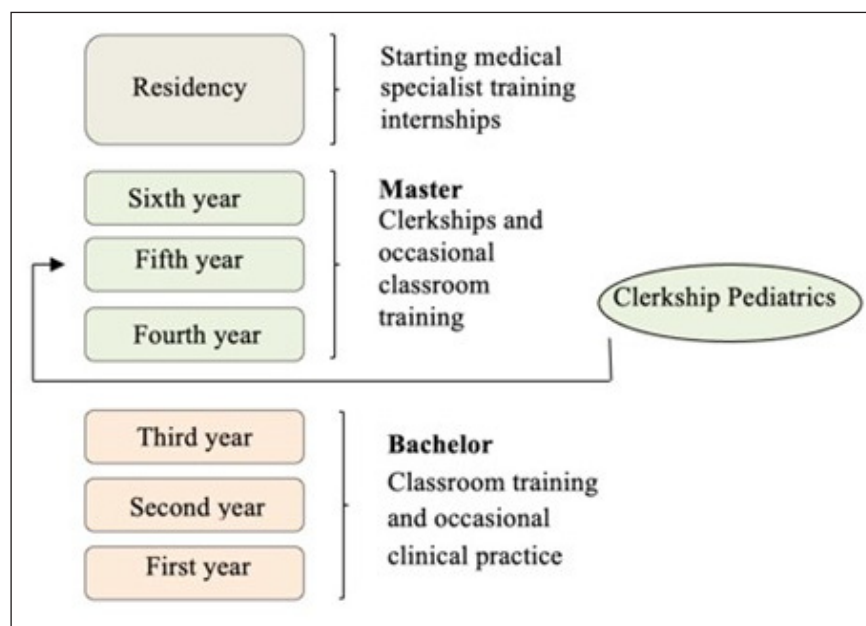 Residency
Starting medical
specialist training
internships
Sixth year
Fifth year
Fourth year
Master
Clerkships and
occasional
classroom
training
Clerkship Pediatrics
Third year
Second year
First year
Bachelor
Classroom training
and occasional
clinical practice